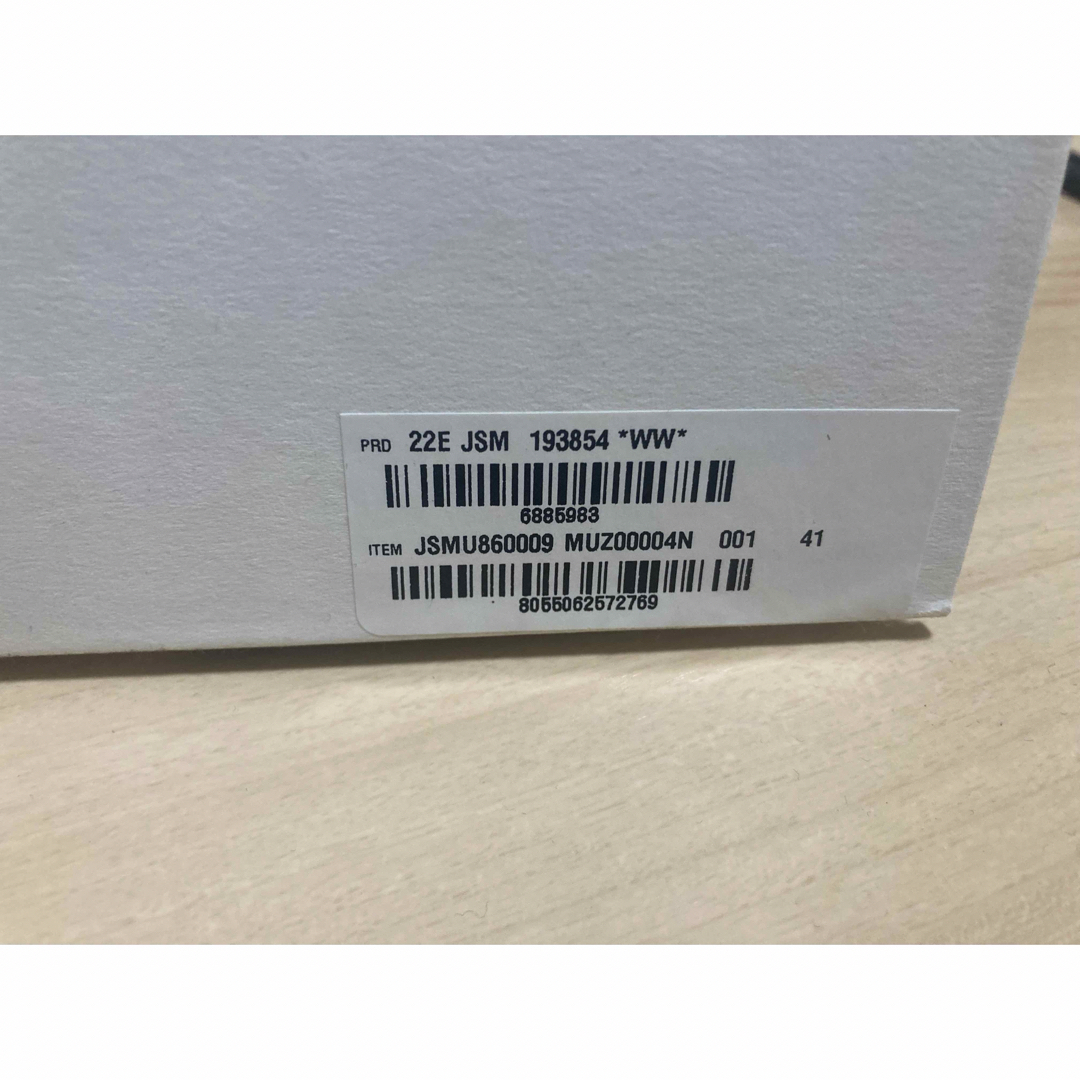 PRD 22E JSM 193854 *WW*
6885983
ITEM JSMU860009 MUZ00004N 001 41
8055062572769